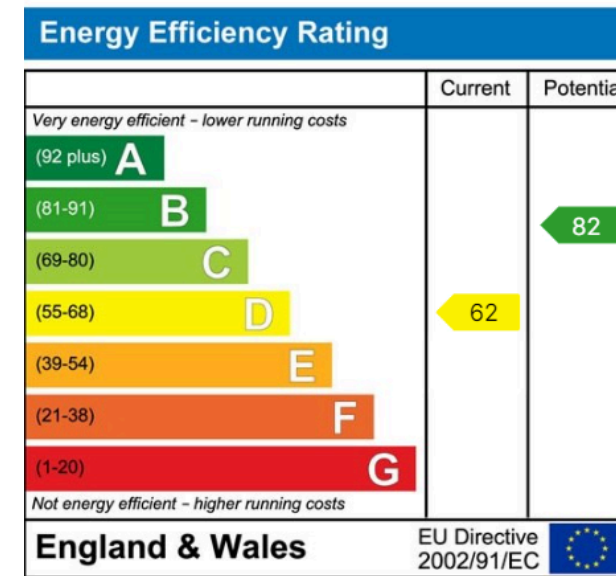 Energy Efficiency Rating
Current Potentia
Very energy efficient – lower running costs
(92 plus) A
(81-91) B
82
(69-80) C
(55-68) D
62
(39-54) E
(21-38) F
(1-20) G
Not energy efficient – higher running costs
England & Wales
EU Directive
2002/91/EC